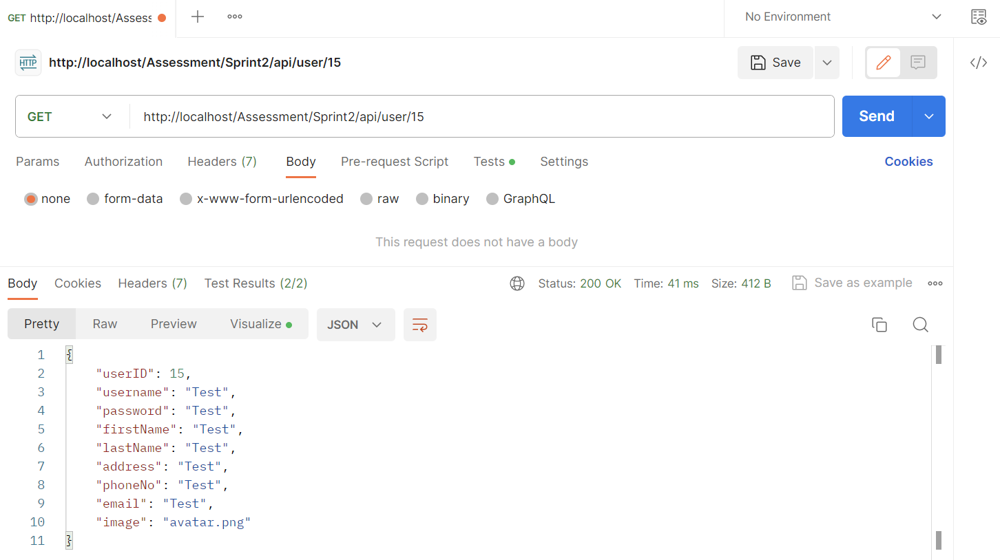 GET http://localhost/Assess No Environment
HTTP http://localhost/Assessment/Sprint2/api/user/15 Save
GET http://localhost/Assessment/Sprint2/api/user/15 Send
Params Authorization Headers (7) Body Pre-request Script Tests Settings Cookies
none form-data x-www-form-urlencoded raw binary GraphQL
This request does not have a body
Body Cookies Headers (7) Test Results (2/2) Status: 200 OK Time: 41 ms Size: 412 B Save as example
Pretty Raw Preview Visualize JSON
1 {
2 "userID": 15,
3 "username": "Test",
4 "password": "Test",
5 "firstName": "Test",
6 "lastName": "Test",
7 "address": "Test",
8 "phoneNo": "Test",
9 "email": "Test",
10 "image": "avatar.png"
11 }